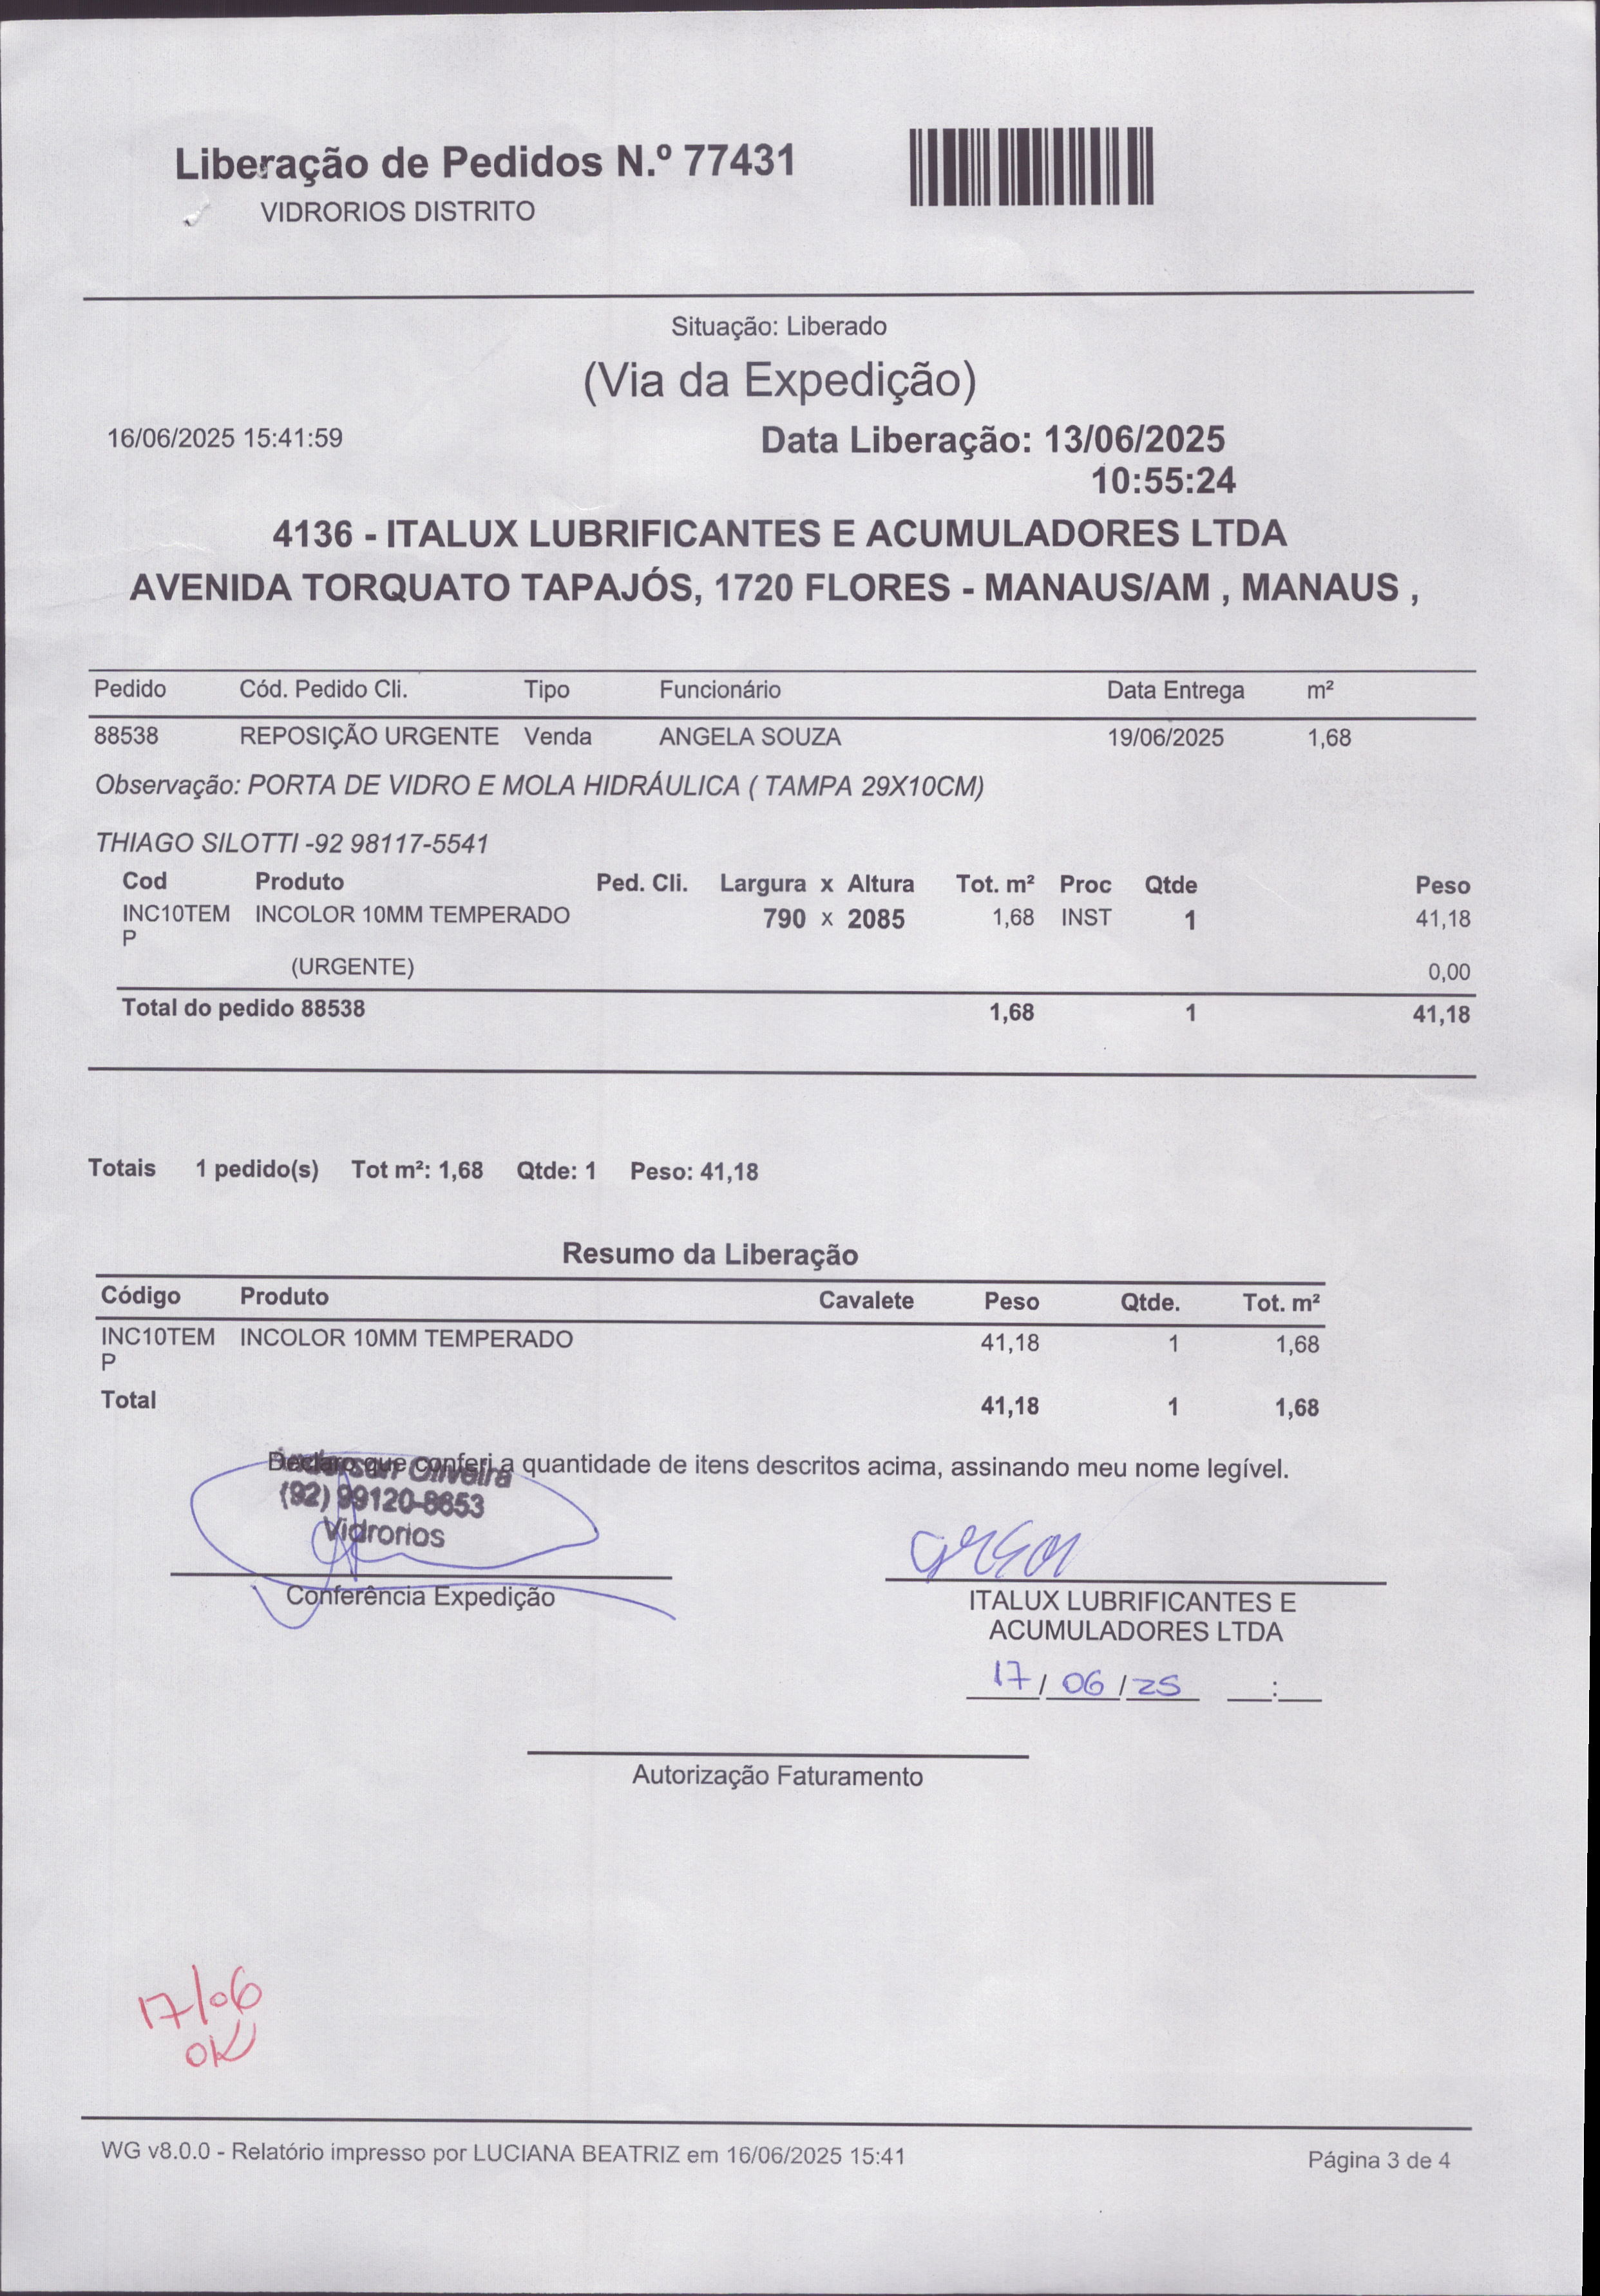 Liberação de Pedidos N.º 77431
VIDRORIOS DISTRITO
Situação: Liberado
(Via da Expedição)
16/06/2025 15:41:59
Data Liberação: 13/06/2025
10:55:24
4136 - ITALUX LUBRIFICANTES E ACUMULADORES LTDA
AVENIDA TORQUATO TAPAJÓS, 1720 FLORES - MANAUS/AM , MANAUS ,
Pedido Cód. Pedido Cli. Tipo Funcionário Data Entrega m²
88538 REPOSIÇÃO URGENTE Venda ANGELA SOUZA 19/06/2025 1,68
Observação: PORTA DE VIDRO E MOLA HIDRÁULICA ( TAMPA 29X10CM)
THIAGO SILOTTI -92 98117-5541
Cod Produto Ped. Cli. Largura x Altura Tot. m² Proc Qtde Peso
INC10TEM INCOLOR 10MM TEMPERADO 790 x 2085 1,68 INST 1 41,18
P
(URGENTE) 0,00
Total do pedido 88538 1,68 1 41,18
Totais 1 pedido(s) Tot m²: 1,68 Qtde: 1 Peso: 41,18
Resumo da Liberação
Código Produto Cavalete Peso Qtde. Tot. m²
INC10TEM INCOLOR 10MM TEMPERADO 41,18 1 1,68
P
Total 41,18 1 1,68
Declaro que conferi a quantidade de itens descritos acima, assinando meu nome legível.
Oliveira
(92) 99120-8653
Vidrorios
Conferência Expedição
ITALUX LUBRIFICANTES E
ACUMULADORES LTDA
17/06/25 __:__
Autorização Faturamento
17/06
OK
WG v8.0.0 - Relatório impresso por LUCIANA BEATRIZ em 16/06/2025 15:41
Página 3 de 4